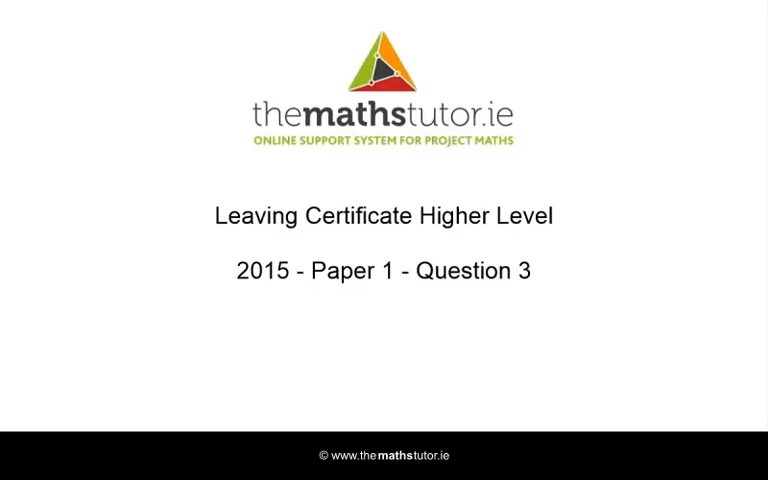 themathstutor.ie
ONLINE SUPPORT SYSTEM FOR PROJECT MATHS
Leaving Certificate Higher Level
2015 - Paper 1 - Question 3
© www.themathstutor.ie